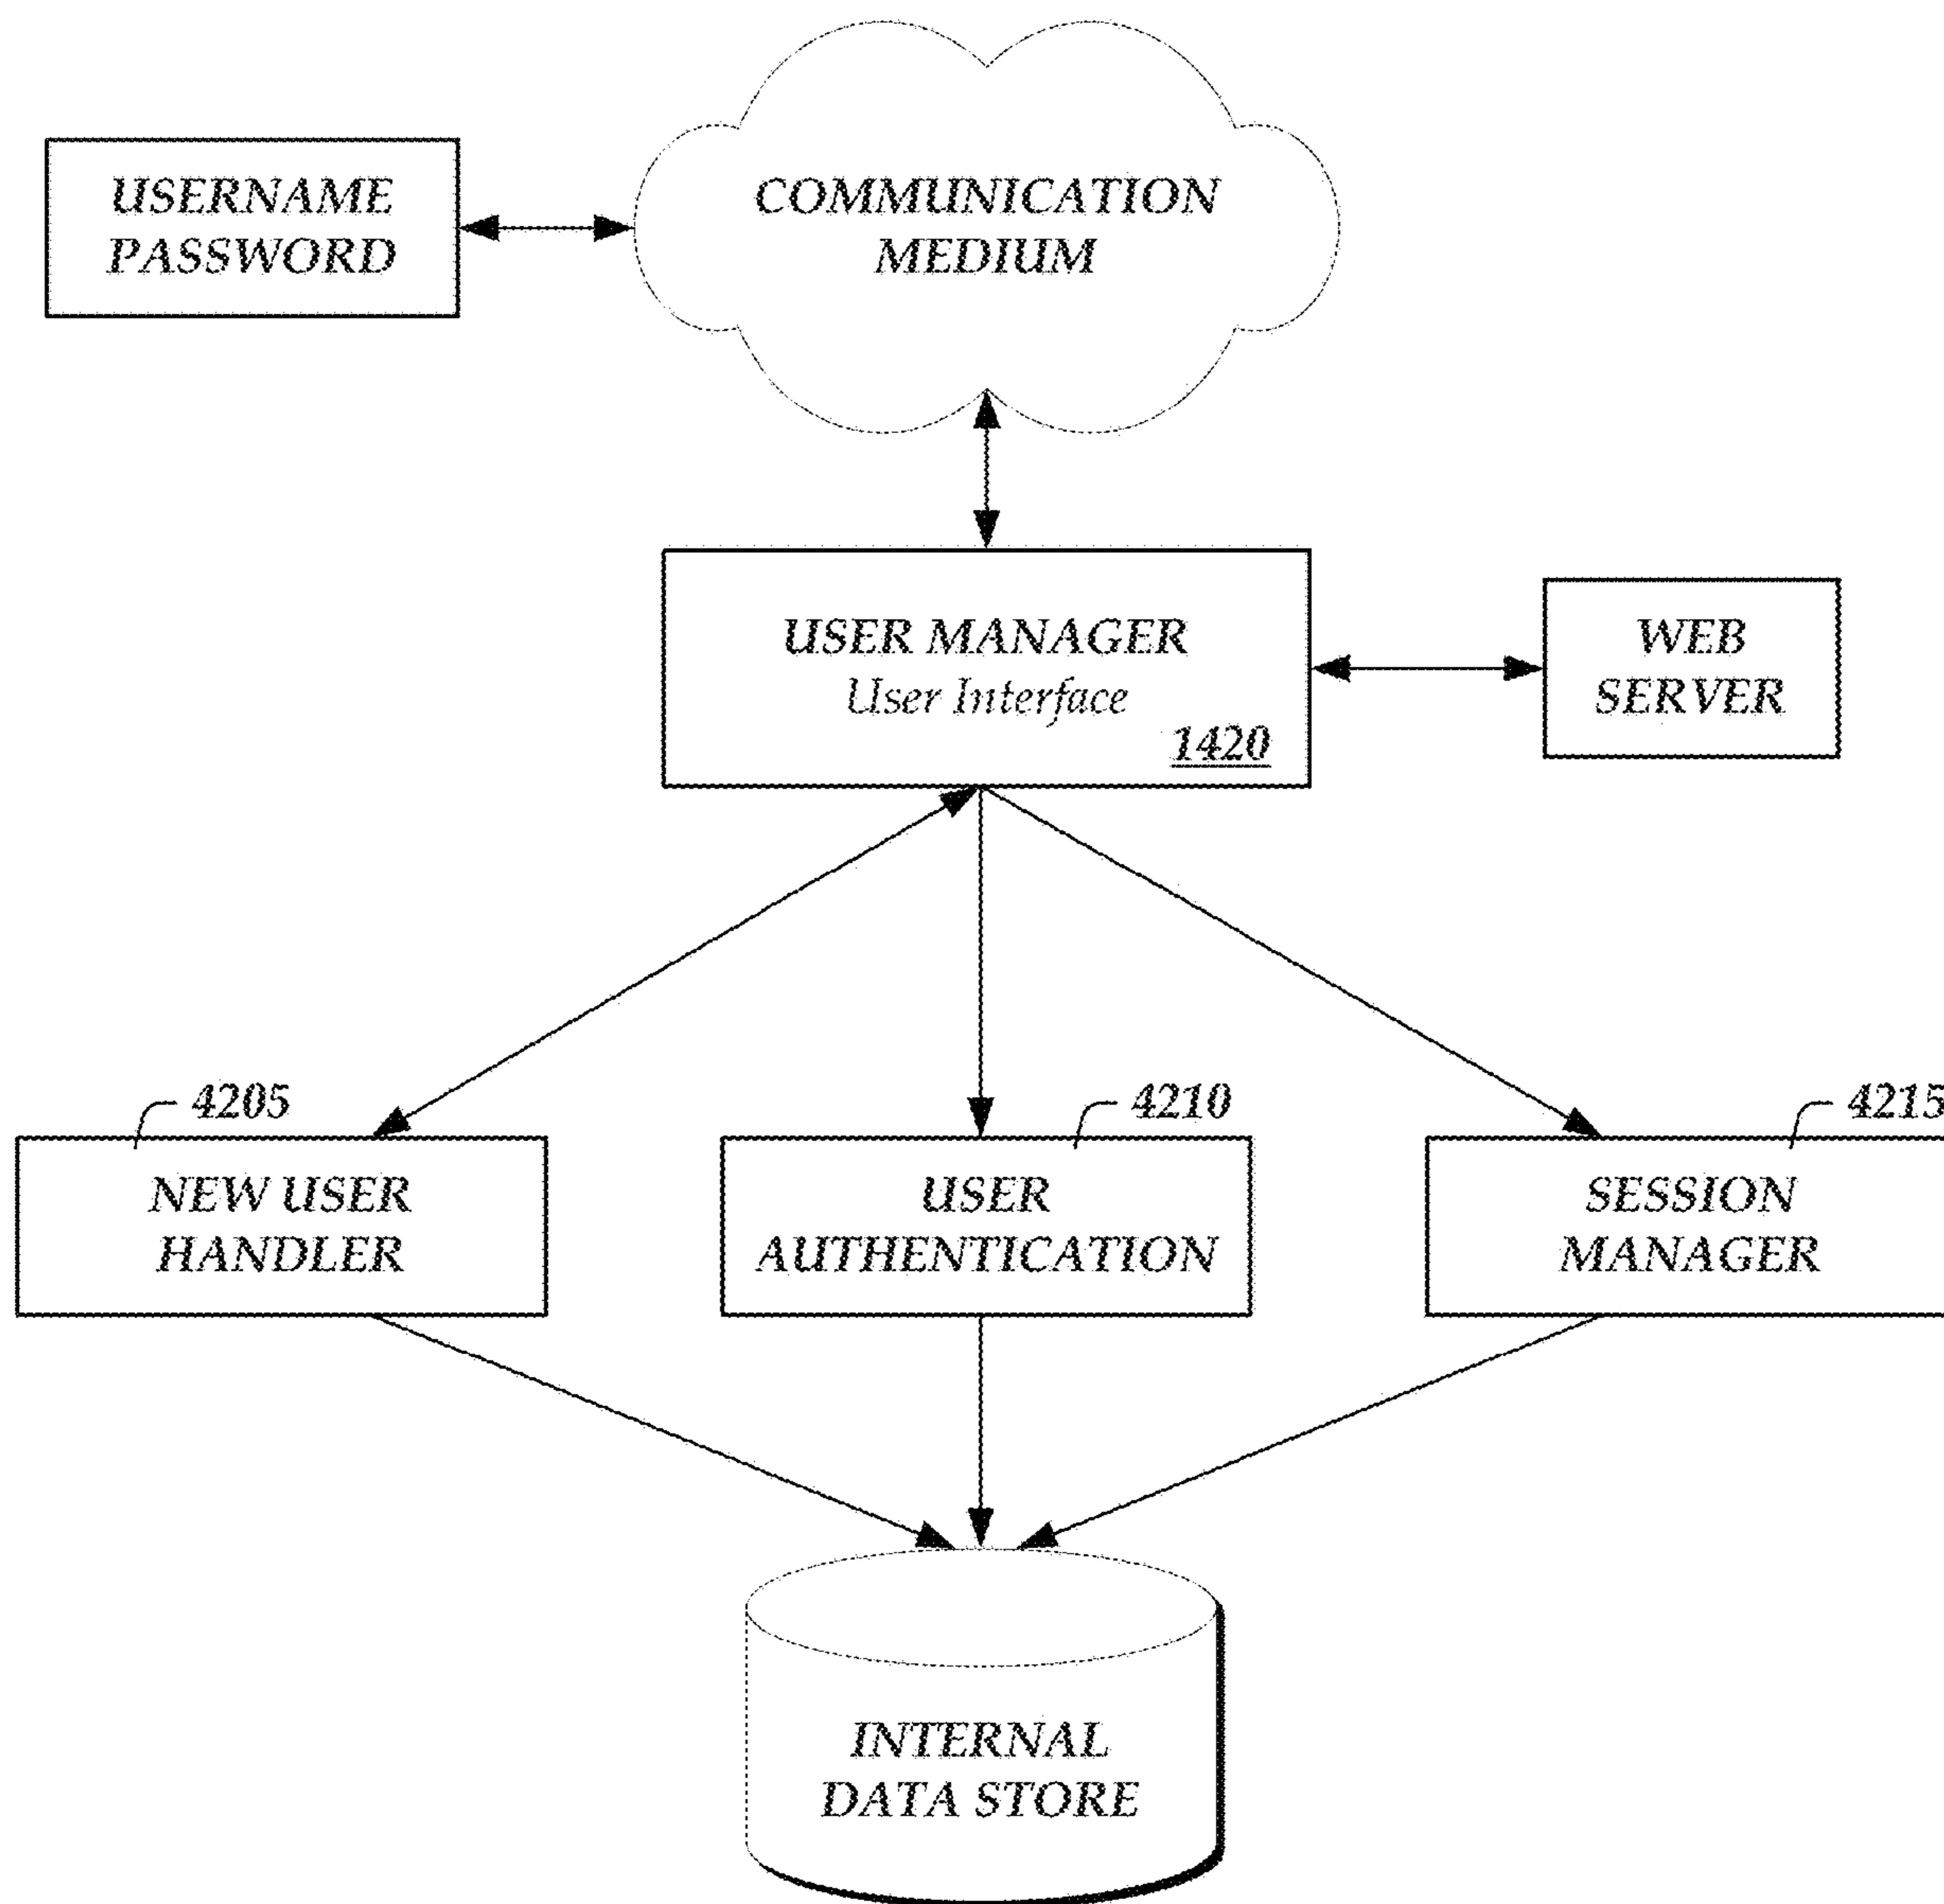 USERNAME
PASSWORD
COMMUNICATION
MEDIUM
USER MANAGER
User Interface
1420
WEB
SERVER
4205
NEW USER
HANDLER
4210
USER
AUTHENTICATION
4215
SESSION
MANAGER
INTERNAL
DATA STORE